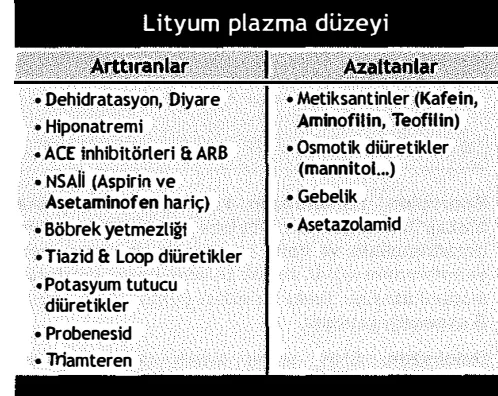 Lityum plazma düzeyi
Arttıranlar
• Dehidratasyon, Diyare
• Hiponatremi
• ACE inhibitörleri & ARB
• NSAİİ (Aspirin ve
Asetaminofen hariç)
• Böbrek yetmezliği
• Tiazid & Loop diüretikler
• Potasyum tutucu
diüretikler
• Probenesid
• Triamteren
Azaltanlar
• Metiksantinler (Kafein,
Aminofilin, Teofilin)
• Osmotik diüretikler
(mannitol...)
• Gebelik
• Asetazolamid